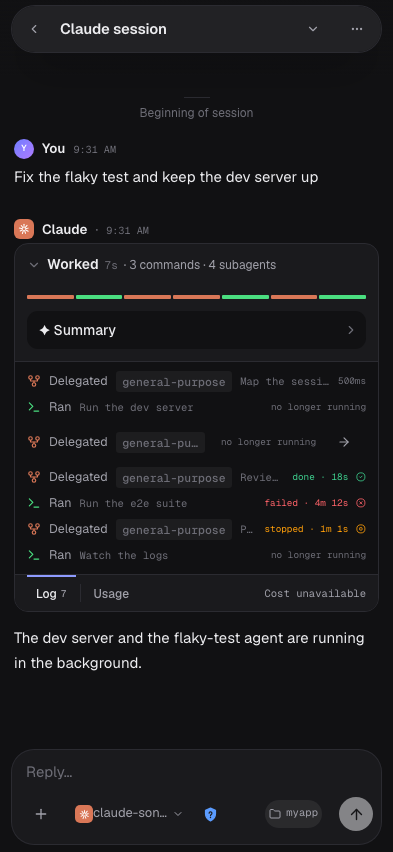 Claude session
Beginning of session
Y You 9:31 AM
Fix the flaky test and keep the dev server up
Claude · 9:31 AM
Worked 7s · 3 commands · 4 subagents
Summary
Delegated general-purpose Map the sessi… 500ms
Ran Run the dev server no longer running
Delegated general-pu… no longer running
Delegated general-purpose Revie… done · 18s
Ran Run the e2e suite failed · 4m 12s
Delegated general-purpose P… stopped · 1m 1s
Ran Watch the logs no longer running
Log 7 Usage Cost unavailable
The dev server and the flaky-test agent are running
in the background.
Reply…
claude-son… myapp